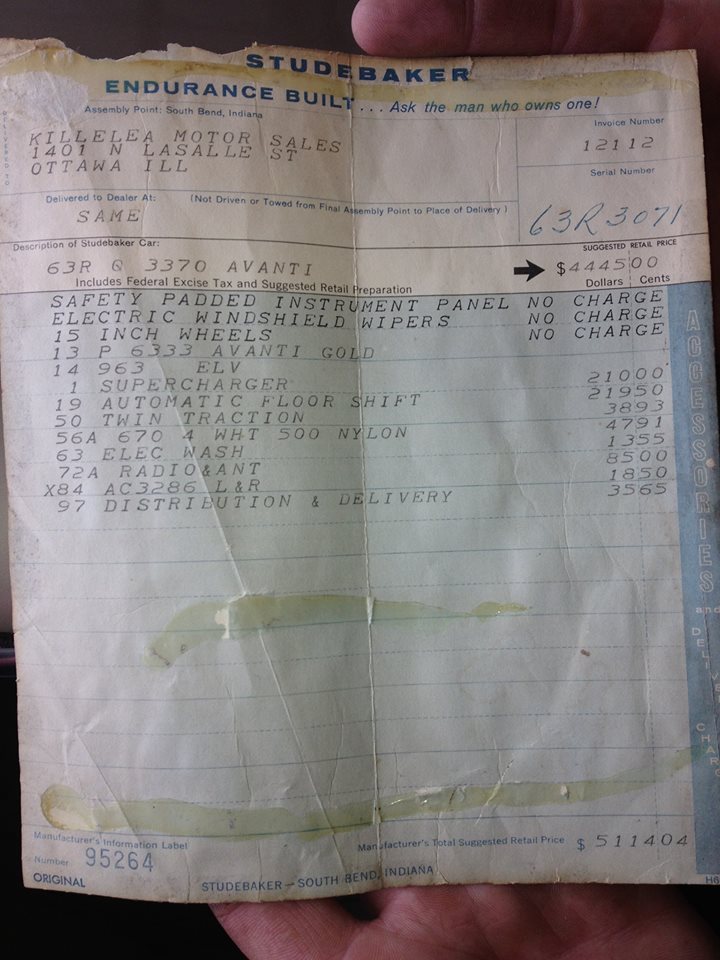 STUDEBAKER
ENDURANCE BUILT... Ask the man who owns one!
Assembly Point: South Bend, Indiana
DELIVERED TO
KILLELEA MOTOR SALES
1401 N LASALLE ST
OTTAWA ILL
Invoice Number
12112
Serial Number
63R3071
Delivered to Dealer At: (Not Driven or Towed from Final Assembly Point to Place of Delivery)
SAME
Description of Studebaker Car:
SUGGESTED RETAIL PRICE
63R Q 3370 AVANTI $444500
Includes Federal Excise Tax and Suggested Retail Preparation Dollars Cents
SAFETY PADDED INSTRUMENT PANEL NO CHARGE
ELECTRIC WINDSHIELD WIPERS NO CHARGE
15 INCH WHEELS NO CHARGE
13 P 6333 AVANTI GOLD
14 963 ELV
1 SUPERCHARGER 21000
19 AUTOMATIC FLOOR SHIFT 21950
50 TWIN TRACTION 3893
56A 670 4 WHT 500 NYLON 4791
63 ELEC WASH 1355
72A RADIO&ANT 8500
X84 AC3286 L&R 1850
97 DISTRIBUTION & DELIVERY 3565
ACCESSORIES
and
Manufacturer's Information Label
Number 95264
Manufacturer's Total Suggested Retail Price $ 511404
ORIGINAL
STUDEBAKER — SOUTH BEND, INDIANA